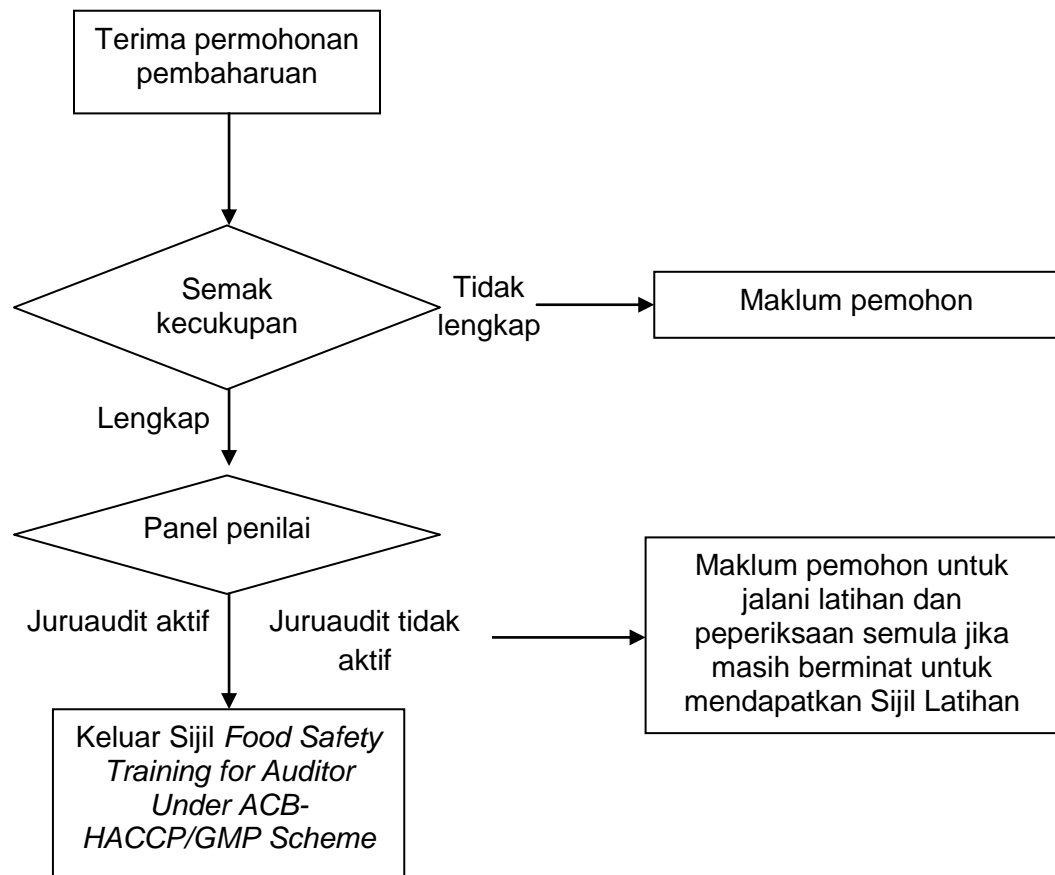 Terima permohonan
pembaharuan
Semak
kecukupan
Tidak
lengkap
Maklum pemohon
Lengkap
Panel penilai
Juruaudit aktif
Juruaudit tidak
aktif
Maklum pemohon untuk
jalani latihan dan
peperiksaan semula jika
masih berminat untuk
mendapatkan Sijil Latihan
Keluar Sijil Food Safety
Training for Auditor
Under ACB-
HACCP/GMP Scheme